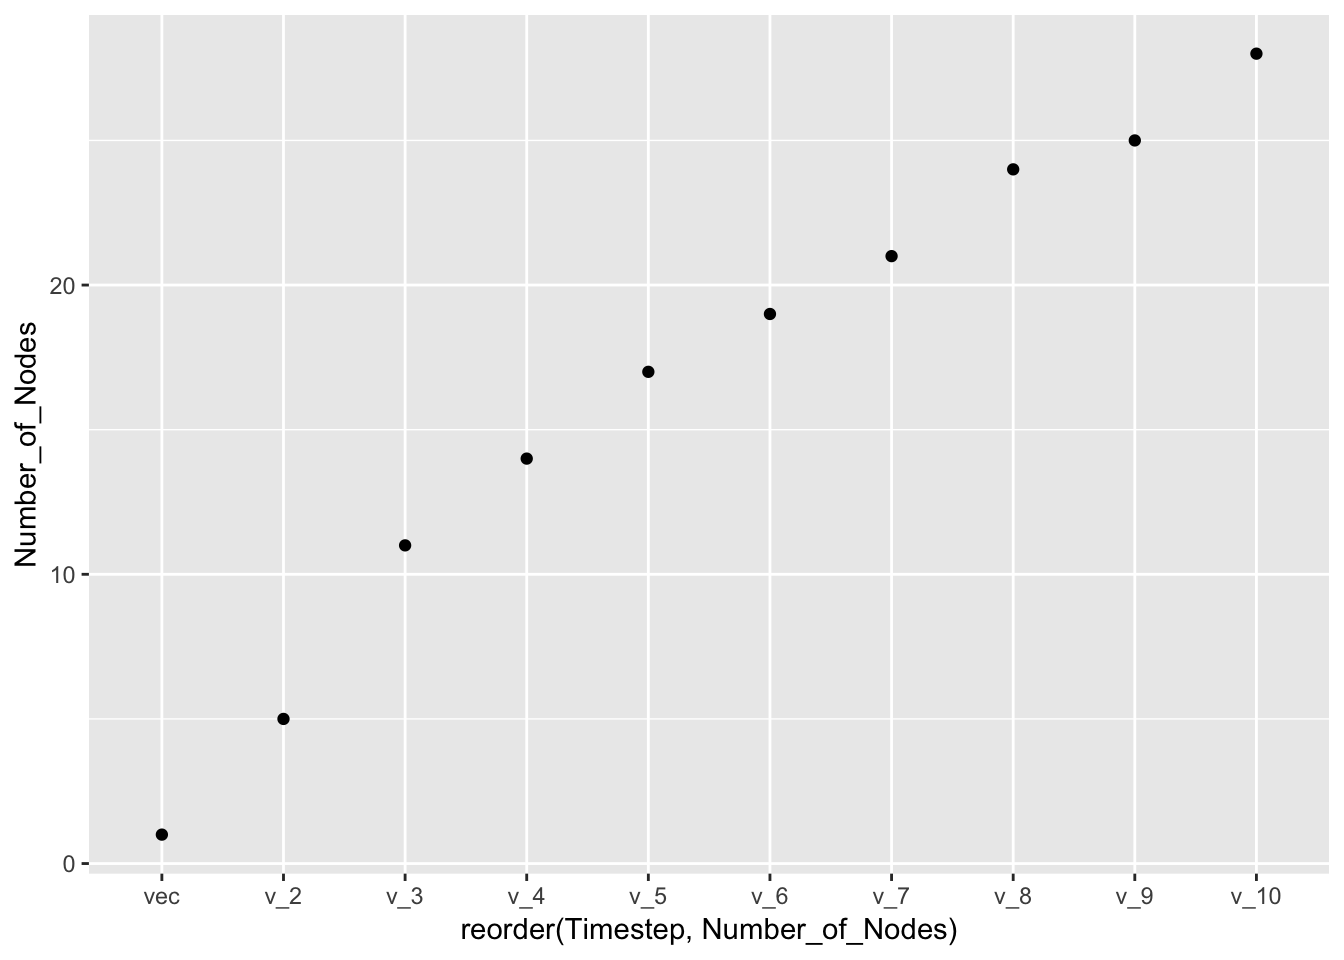 Number_of_Nodes
20
10
0
vec v_2 v_3 v_4 v_5 v_6 v_7 v_8 v_9 v_10
reorder(Timestep, Number_of_Nodes)